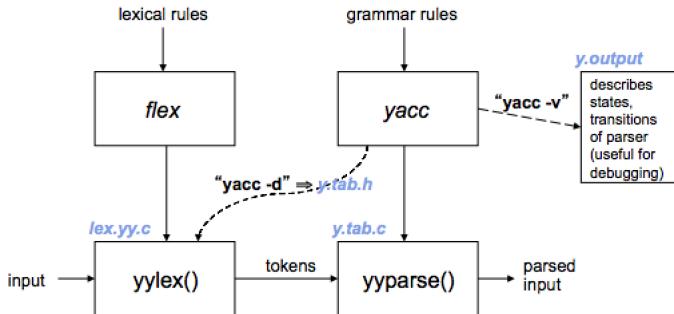 lexical rules
grammar rules
flex
yacc
y.output
"yacc -v"
describes
states,
transitions
of parser
(useful for
debugging)
"yacc -d" ⇒ y.tab.h
lex.yy.c
y.tab.c
input
yylex()
tokens
yyparse()
parsed
input